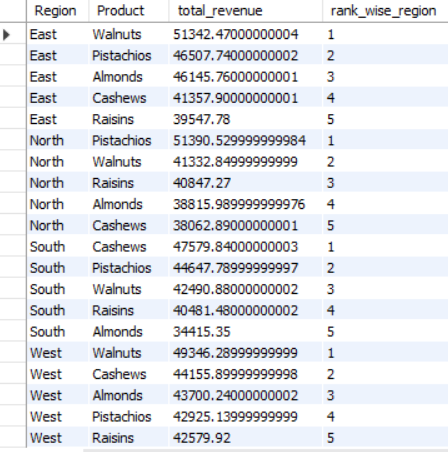 Region Product total_revenue rank_wise_region
East Walnuts 51342.47000000004 1
East Pistachios 46507.74000000002 2
East Almonds 46145.76000000001 3
East Cashews 41357.90000000001 4
East Raisins 39547.78 5
North Pistachios 51390.529999999984 1
North Walnuts 41332.84999999999 2
North Raisins 40847.27 3
North Almonds 38815.989999999976 4
North Cashews 38062.89000000001 5
South Cashews 47579.84000000003 1
South Pistachios 44647.78999999997 2
South Walnuts 42490.88000000002 3
South Raisins 40481.48000000002 4
South Almonds 34415.35 5
West Walnuts 49346.28999999999 1
West Cashews 44155.89999999998 2
West Almonds 43700.24000000002 3
West Pistachios 42925.13999999999 4
West Raisins 42579.92 5